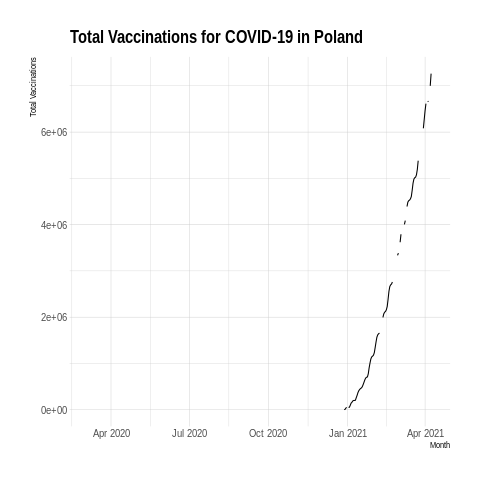 Total Vaccinations for COVID-19 in Poland
Total Vaccinations
6e+06
4e+06
2e+06
0e+00
Apr 2020 Jul 2020 Oct 2020 Jan 2021 Apr 2021
Month